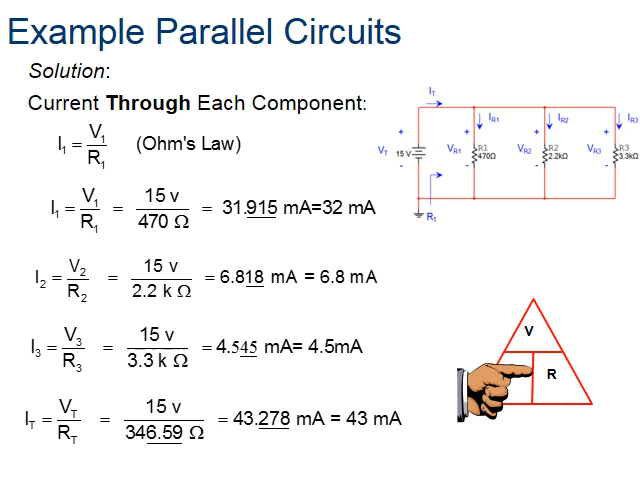 Example Parallel Circuits
Solution:
Current Through Each Component:
I₁ = V₁/R₁ (Ohm's Law)
I₁ = V₁/R₁ = 15 v/470 Ω = 31.915 mA=32 mA
I₂ = V₂/R₂ = 15 v/2.2 k Ω = 6.818 mA = 6.8 mA
I₃ = V₃/R₃ = 15 v/3.3 k Ω = 4.545 mA= 4.5mA
I_T = V_T/R_T = 15 v/346.59 Ω = 43.278 mA = 43 mA
I_T
I_R1 I_R2 I_R3
+ + + +
V_T 15 V V_R1 R1 470Ω V_R2 R2 2.2kΩ V_R3 R3 3.3kΩ
- - - -
R_T
V
R